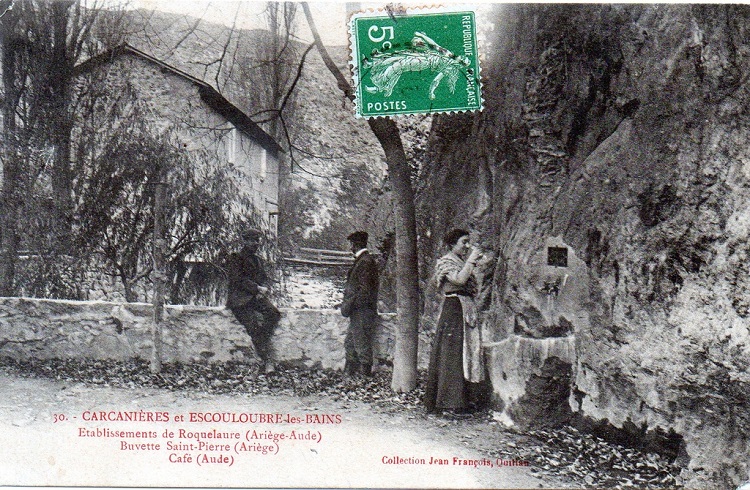 5c
REPUBLIQUE FRANÇAISE
POSTES
30. - CARCANIÈRES et ESCOULOUBRE-les-BAINS
Etablissements de Roquelaure (Ariège-Aude)
Buvette Saint-Pierre (Ariège)
Café (Aude)
Collection Jean François, Quillan